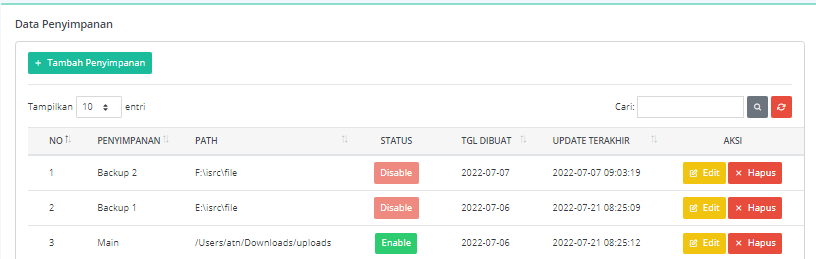 Data Penyimpanan
+ Tambah Penyimpanan
Tampilkan 10 entri Cari:
NO PENYIMPANAN PATH STATUS TGL DIBUAT UPDATE TERAKHIR AKSI
1 Backup 2 F:\isrc\file Disable 2022-07-07 2022-07-07 09:03:19 Edit × Hapus
2 Backup 1 E:\isrc\file Disable 2022-07-06 2022-07-21 08:25:09 Edit × Hapus
3 Main /Users/atn/Downloads/uploads Enable 2022-07-06 2022-07-21 08:25:12 Edit × Hapus